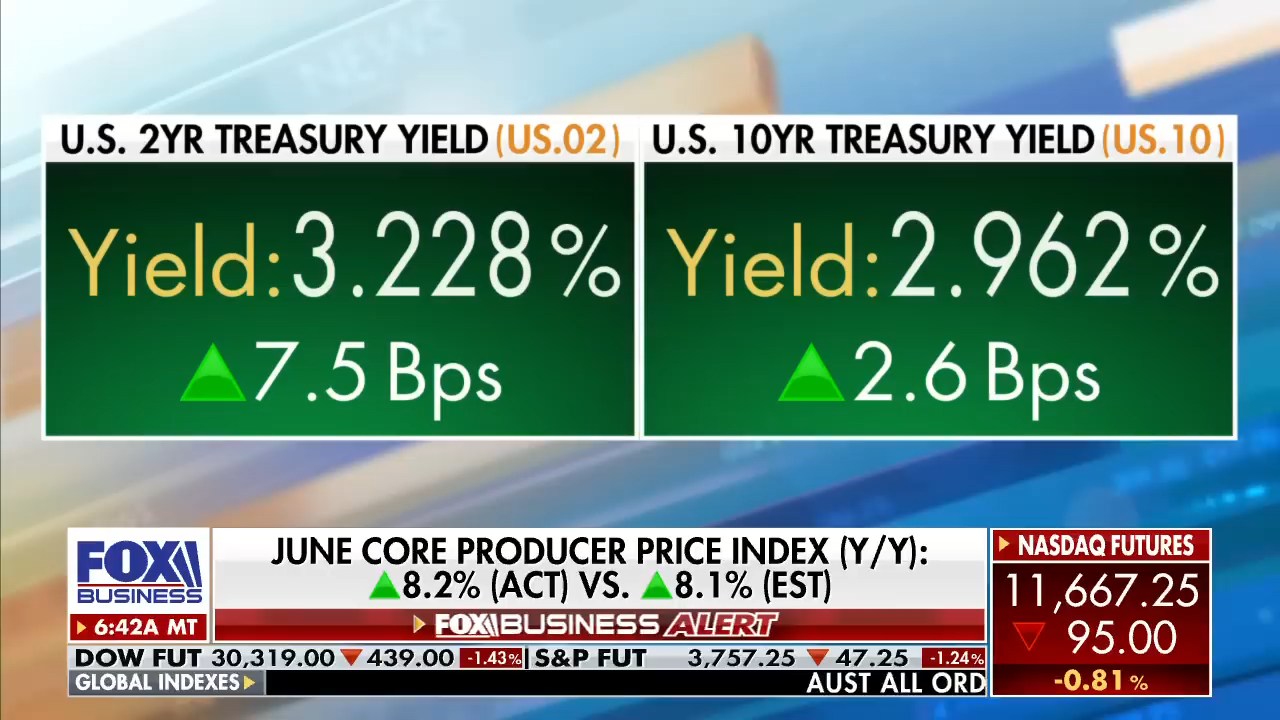 NEWS
U.S. 2YR TREASURY YIELD (US.02)
Yield: 3.228%
▲ 7.5 Bps
U.S. 10YR TREASURY YIELD (US.10)
Yield: 2.962%
▲ 2.6 Bps
FOX
BUSINESS
6:42A MT
JUNE CORE PRODUCER PRICE INDEX (Y/Y):
▲8.2% (ACT) VS. ▲8.1% (EST)
FOX BUSINESS ALERT
NASDAQ FUTURES
11,667.25
▽ 95.00
-0.81%
DOW FUT 30,319.00 ▼ 439.00 -1.43% S&P FUT 3,757.25 ▼ 47.25 -1.24%
GLOBAL INDEXES
AUST ALL ORD